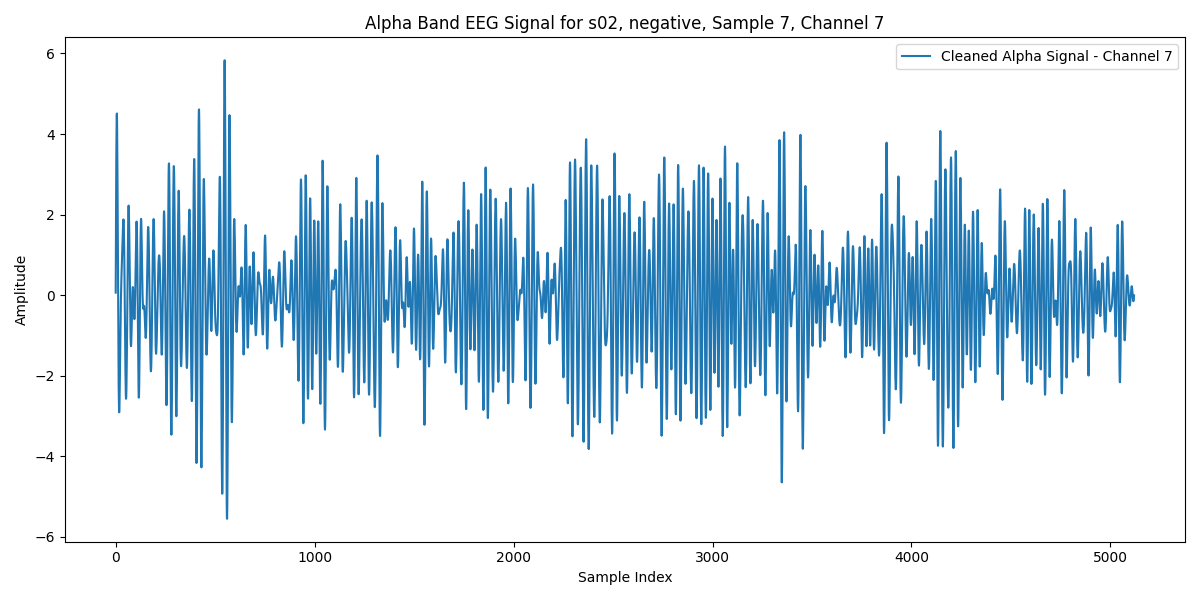 Alpha Band EEG Signal for s02, negative, Sample 7, Channel 7
Cleaned Alpha Signal - Channel 7
Amplitude
6
4
2
0
−2
−4
−6
0 1000 2000 3000 4000 5000
Sample Index